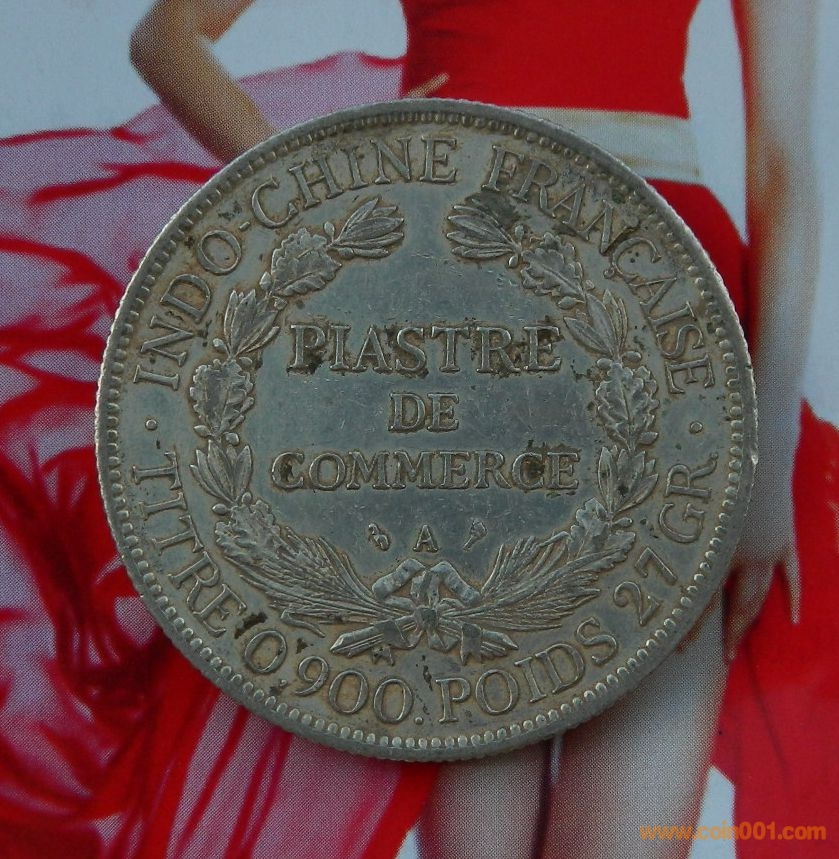 INDO-CHINE FRANÇAISE
PIASTRE
DE
COMMERCE
A
· TITRE 0,900. POIDS 27 GR. ·
www.coin001.com